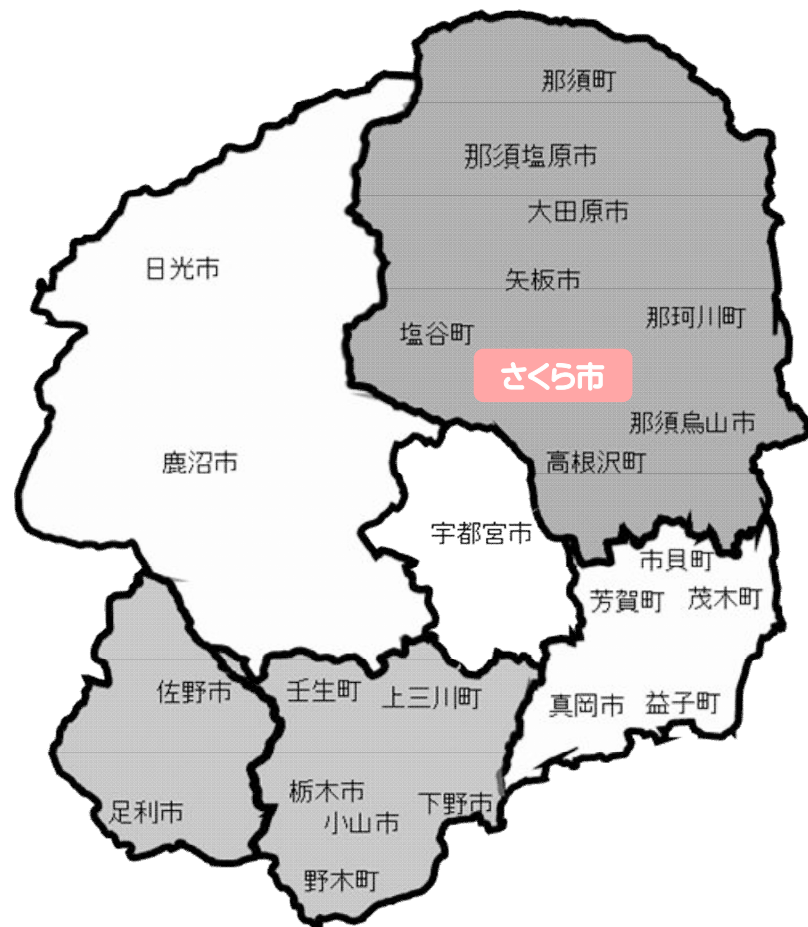 那須町
那須塩原市
大田原市
日光市
矢板市
那珂川町
塩谷町
さくら市
那須烏山市
鹿沼市
高根沢町
宇都宮市
市貝町
芳賀町
茂木町
佐野市
壬生町
上三川町
真岡市
益子町
栃木市
下野市
足利市
小山市
野木町